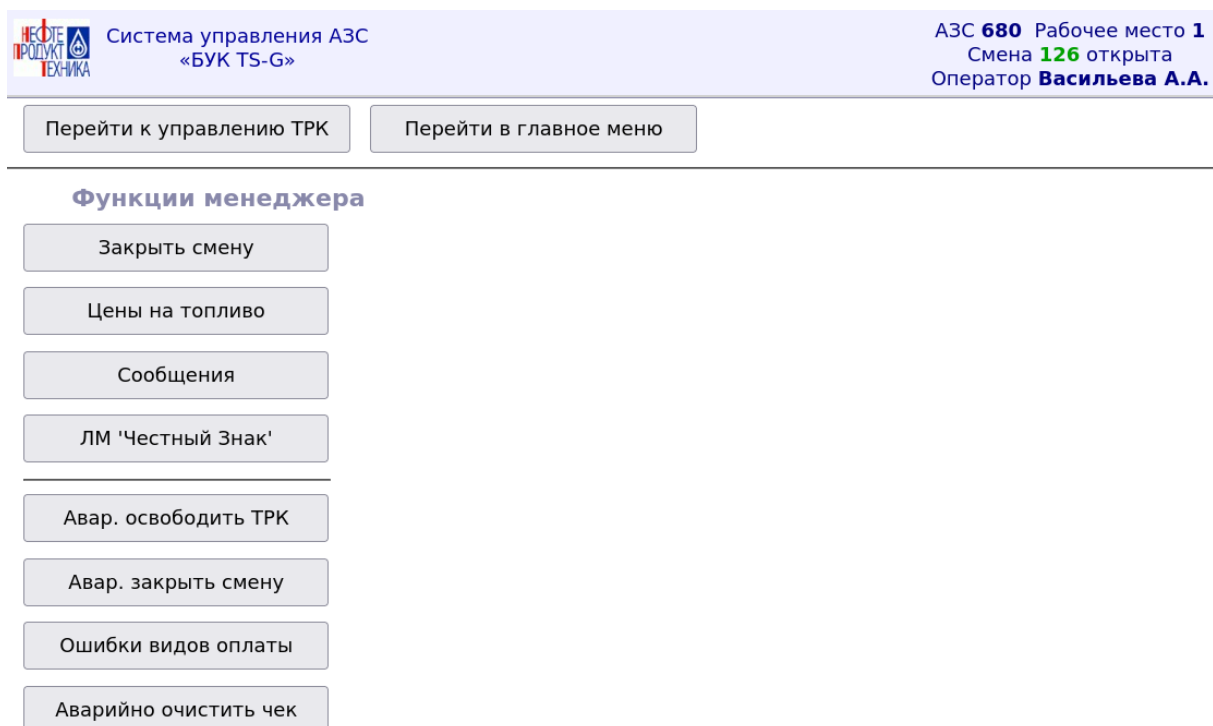 НЕФТЕ
ПРОДУКТ
ТЕХНИКА
Система управления АЗС
«БУК TS-G»
АЗС 680 Рабочее место 1
Смена 126 открыта
Оператор Васильева А.А.
Перейти к управлению ТРК
Перейти в главное меню
Функции менеджера
Закрыть смену
Цены на топливо
Сообщения
ЛМ 'Честный Знак'
Авар. освободить ТРК
Авар. закрыть смену
Ошибки видов оплаты
Аварийно очистить чек